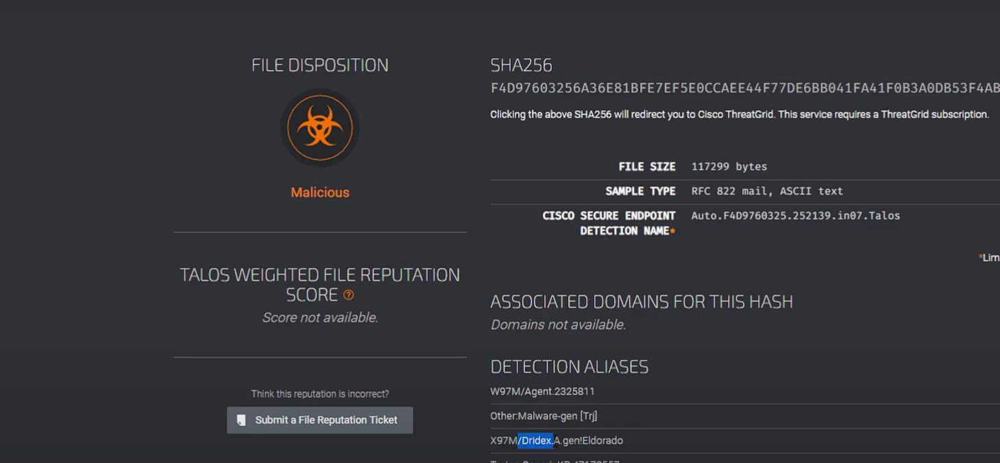 FILE DISPOSITION
Malicious
TALOS WEIGHTED FILE REPUTATION
SCORE ?
Score not available.
Think this reputation is incorrect?
Submit a File Reputation Ticket
SHA256
F4D97603256A36E81BFE7EF5E0CCAEE44F77DE6BB041FA41F0B3A0DB53F4AB
Clicking the above SHA256 will redirect you to Cisco ThreatGrid. This service requires a ThreatGrid subscription.
FILE SIZE 117299 bytes
SAMPLE TYPE RFC 822 mail, ASCII text
CISCO SECURE ENDPOINT Auto.F4D9760325.252139.in07.Talos
DETECTION NAME*
*Lim
ASSOCIATED DOMAINS FOR THIS HASH
Domains not available.
DETECTION ALIASES
W97M/Agent.2325811
Other:Malware-gen [Trj]
X97M/Dridex.A.gen!Eldorado